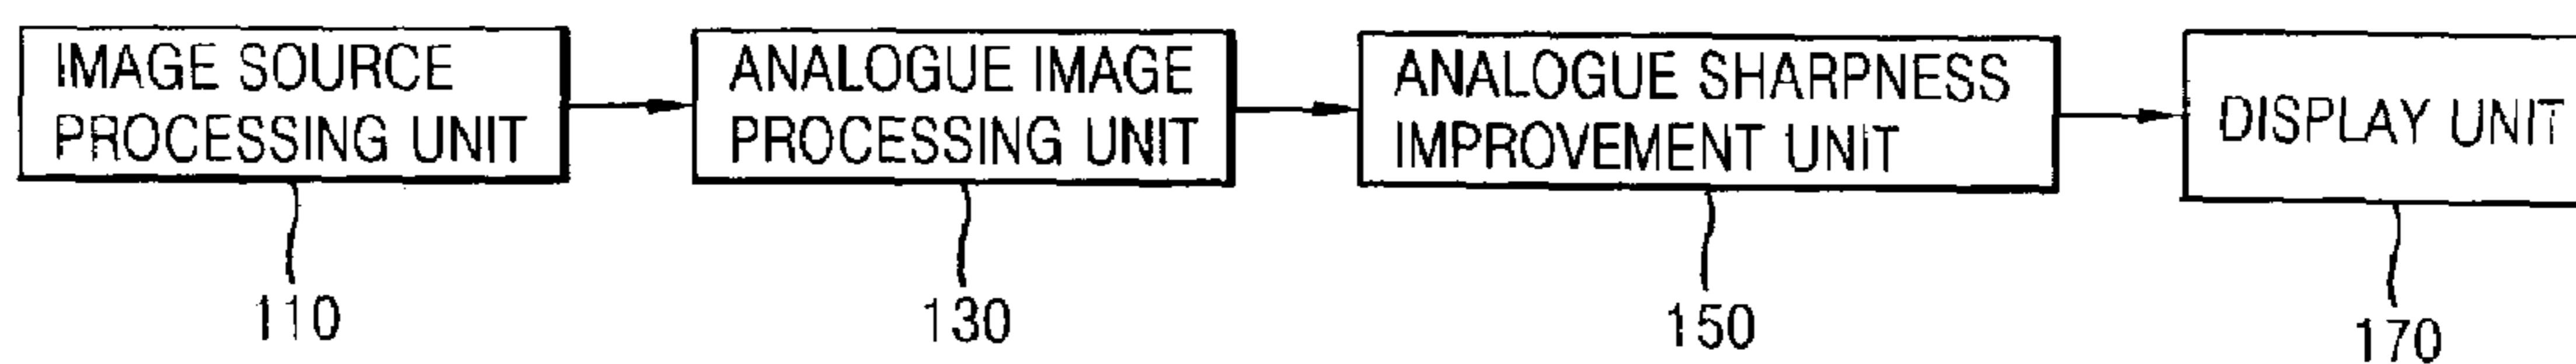 IMAGE SOURCE
PROCESSING UNIT
ANALOGUE IMAGE
PROCESSING UNIT
ANALOGUE SHARPNESS
IMPROVEMENT UNIT
DISPLAY UNIT
110
130
150
170